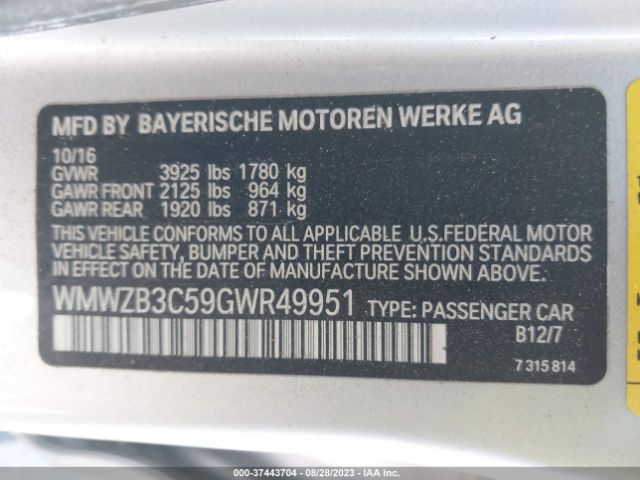 MFD BY BAYERISCHE MOTOREN WERKE AG
10/16
GVWR 3925 lbs 1780 kg
GAWR FRONT 2125 lbs 964 kg
GAWR REAR 1920 lbs 871 kg
THIS VEHICLE CONFORMS TO ALL APPLICABLE U.S.FEDERAL MOTOR
VEHICLE SAFETY, BUMPER AND THEFT PREVENTION STANDARDS
IN EFFECT ON THE DATE OF MANUFACTURE SHOWN ABOVE.
WMWZB3C59GWR49951 TYPE: PASSENGER CAR
B12/7
7 315 814
000-37443704 - 08/28/2023 - IAA Inc.